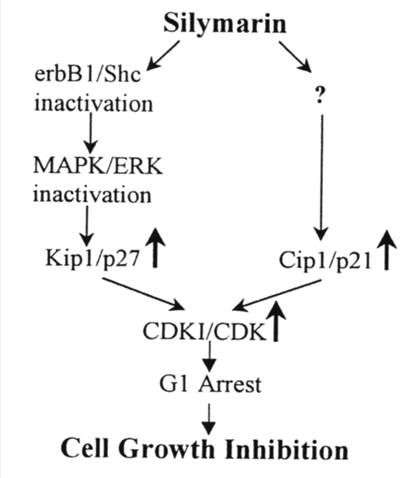 Silymarin
erbB1/Shc
inactivation
?
MAPK/ERK
inactivation
Kip1/p27
Cip1/p21
CDKI/CDK
G1 Arrest
Cell Growth Inhibition